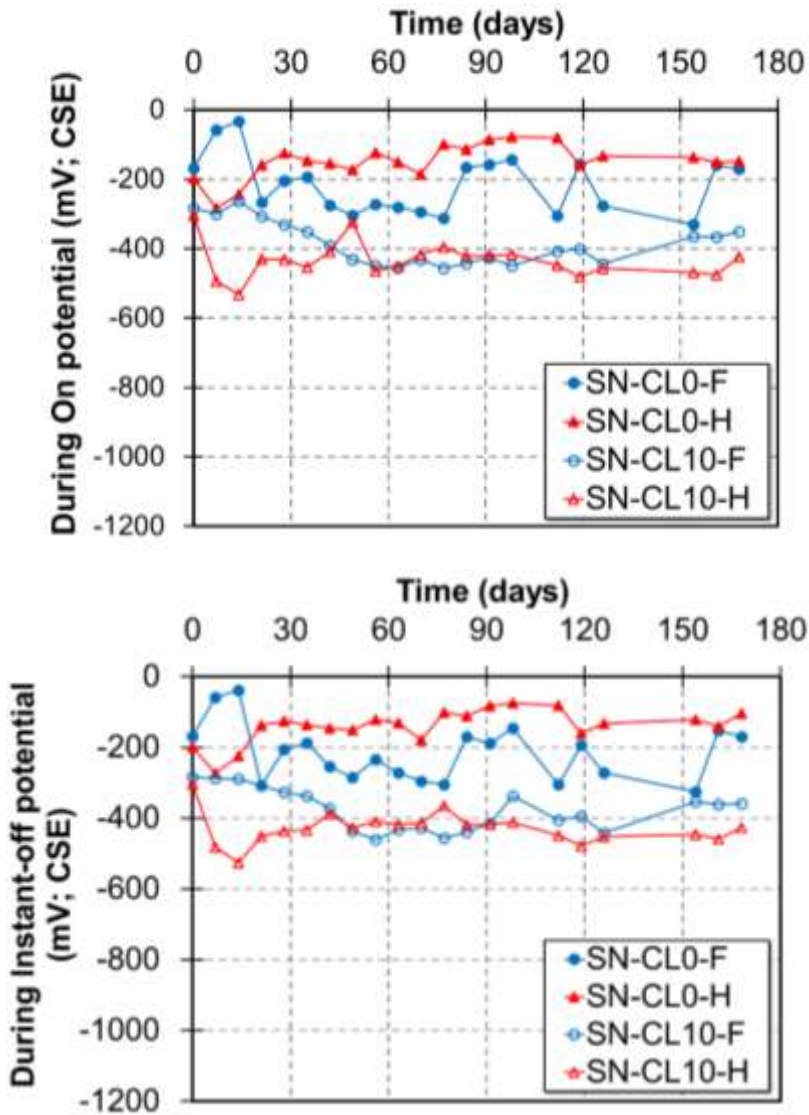 Time (days)
0 30 60 90 120 150 180
During On potential (mV; CSE)
0
-200
-400
-600
-800
-1000
-1200
SN-CL0-F
SN-CL0-H
SN-CL10-F
SN-CL10-H
Time (days)
0 30 60 90 120 150 180
During Instant-off potential
(mV; CSE)
0
-200
-400
-600
-800
-1000
-1200
SN-CL0-F
SN-CL0-H
SN-CL10-F
SN-CL10-H